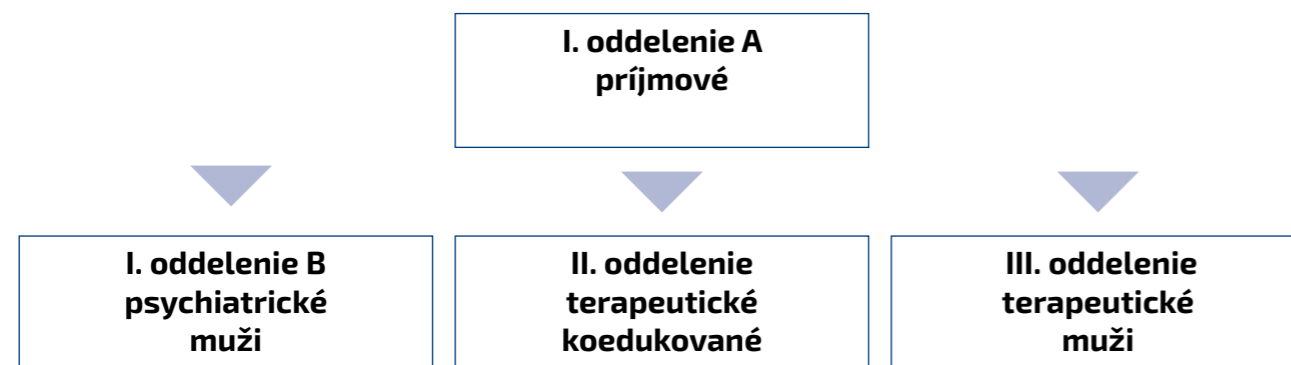 I. oddelenie A
príjmové
I. oddelenie B
psychiatrické
muži
II. oddelenie
terapeutické
koedukované
III. oddelenie
terapeutické
muži